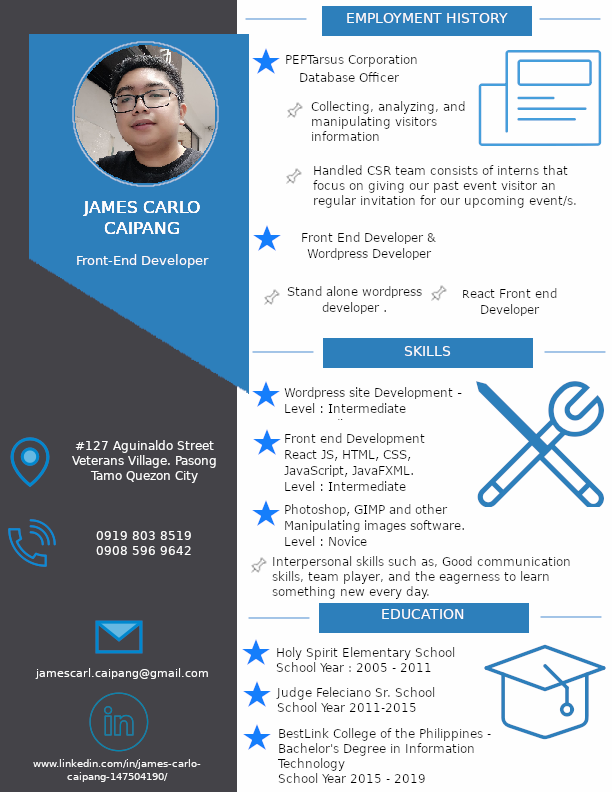 JAMES CARLO
CAIPANG
Front-End Developer
#127 Aguinaldo Street
Veterans Village. Pasong
Tamo Quezon City
0919 803 8519
0908 596 9642
jamescarl.caipang@gmail.com
in
www.linkedin.com/in/james-carlo-
caipang-147504190/
EMPLOYMENT HISTORY
PEPTarsus Corporation
Database Officer
Collecting, analyzing, and
manipulating visitors
information
Handled CSR team consists of interns that
focus on giving our past event visitor an
regular invitation for our upcoming event/s.
Front End Developer &
Wordpress Developer
Stand alone wordpress
developer .
React Front end
Developer
SKILLS
Wordpress site Development -
Level : Intermediate
Front end Development
React JS, HTML, CSS,
JavaScript, JavaFXML.
Level : Intermediate
Photoshop, GIMP and other
Manipulating images software.
Level : Novice
Interpersonal skills such as, Good communication
skills, team player, and the eagerness to learn
something new every day.
EDUCATION
Holy Spirit Elementary School
School Year : 2005 - 2011
Judge Feleciano Sr. School
School Year 2011-2015
BestLink College of the Philippines -
Bachelor's Degree in Information
Technology
School Year 2015 - 2019